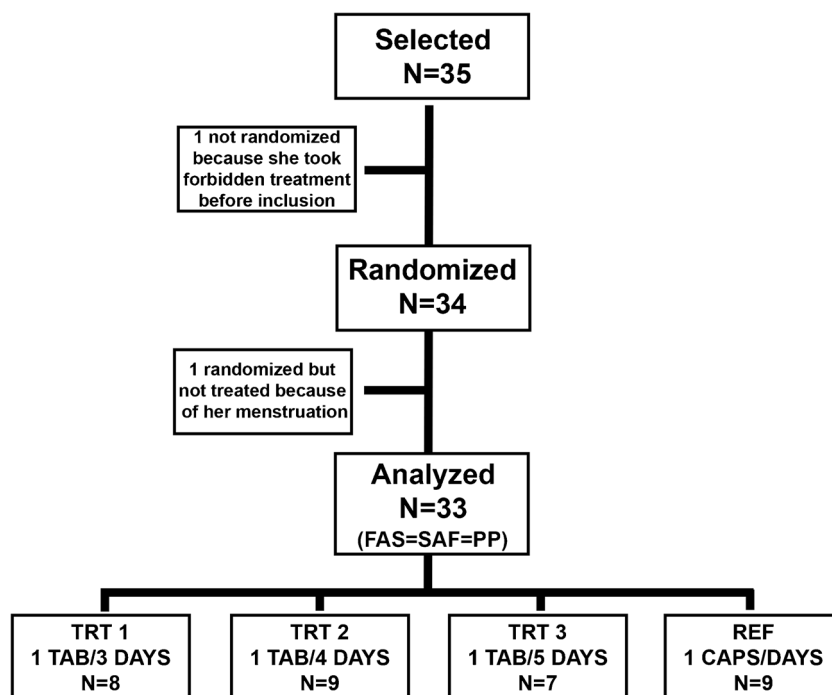 Selected
N=35
1 not randomized
because she took
forbidden treatment
before inclusion
Randomized
N=34
1 randomized but
not treated because
of her menstruation
Analyzed
N=33
(FAS=SAF=PP)
TRT 1
1 TAB/3 DAYS
N=8
TRT 2
1 TAB/4 DAYS
N=9
TRT 3
1 TAB/5 DAYS
N=7
REF
1 CAPS/DAYS
N=9